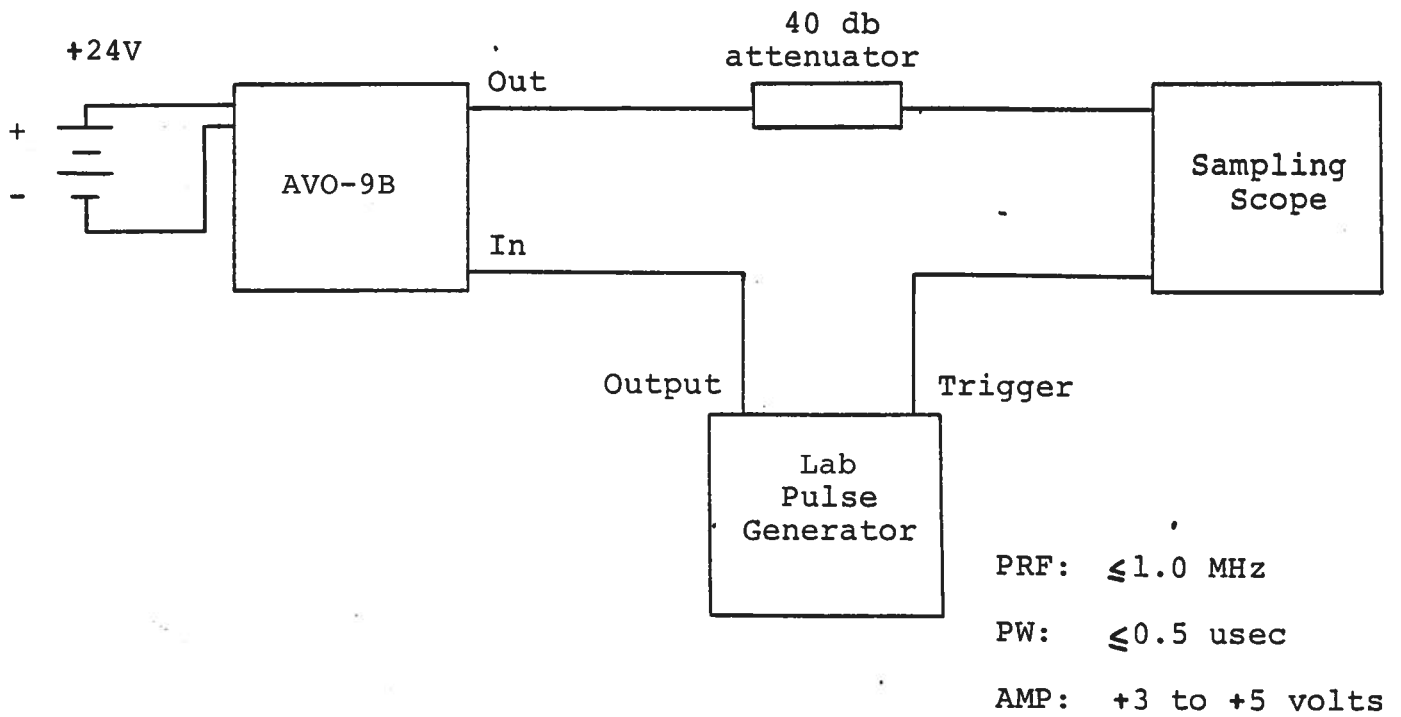 +24V
+
-
AVO-9B
Out
In
40 db
attenuator
Sampling
Scope
Output
Trigger
Lab
Pulse
Generator
PRF: ≤1.0 MHz
PW: ≤0.5 usec
AMP: +3 to +5 volts